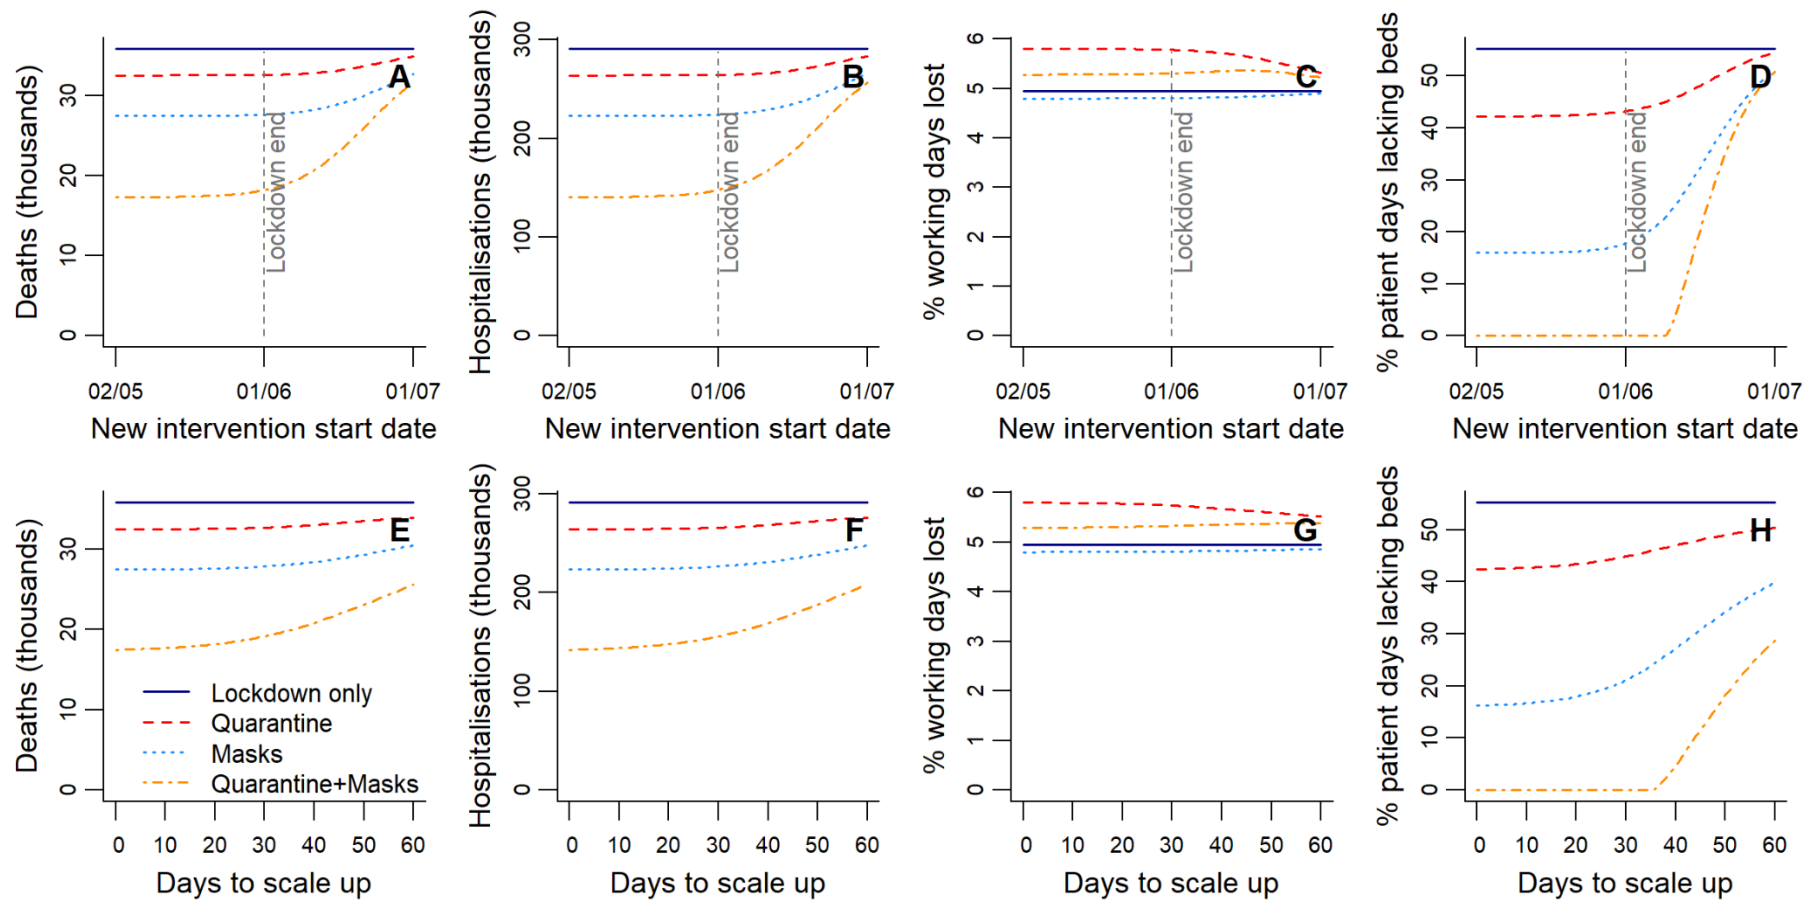 Deaths (thousands)
0
10
20
30
A
Lockdown end
02/05
01/06
01/07
New intervention start date
Hospitalisations (thousands)
0
100
200
300
B
Lockdown end
02/05
01/06
01/07
New intervention start date
% working days lost
0
1
2
3
4
5
6
C
Lockdown end
02/05
01/06
01/07
New intervention start date
% patient days lacking beds
0
10
20
30
40
50
D
Lockdown end
02/05
01/06
01/07
New intervention start date
Deaths (thousands)
0
10
20
30
E
Lockdown only
Quarantine
Masks
Quarantine+Masks
0 10 20 30 40 50 60
Days to scale up
Hospitalisations (thousands)
0
100
200
300
F
0 10 20 30 40 50 60
Days to scale up
% working days lost
0
1
2
3
4
5
6
G
0 10 20 30 40 50 60
Days to scale up
% patient days lacking beds
0
10
20
30
40
50
H
0 10 20 30 40 50 60
Days to scale up